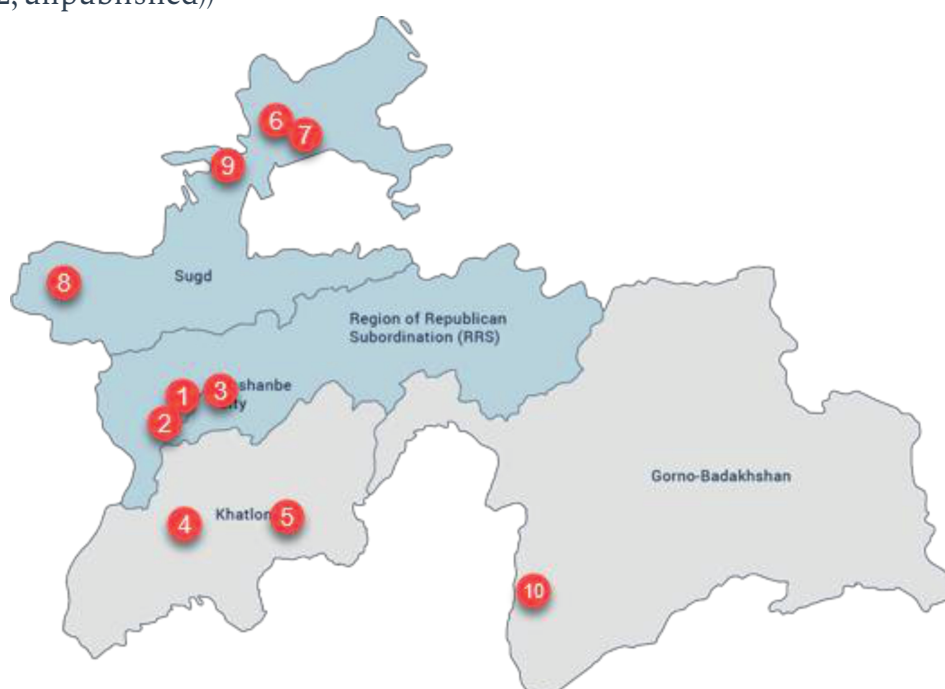 unpublished))
6
7
9
8
Sugd
Region of Republican
Subordination (RRS)
1
3
2
Gorno-Badakhshan
4
Khatlon
5
10